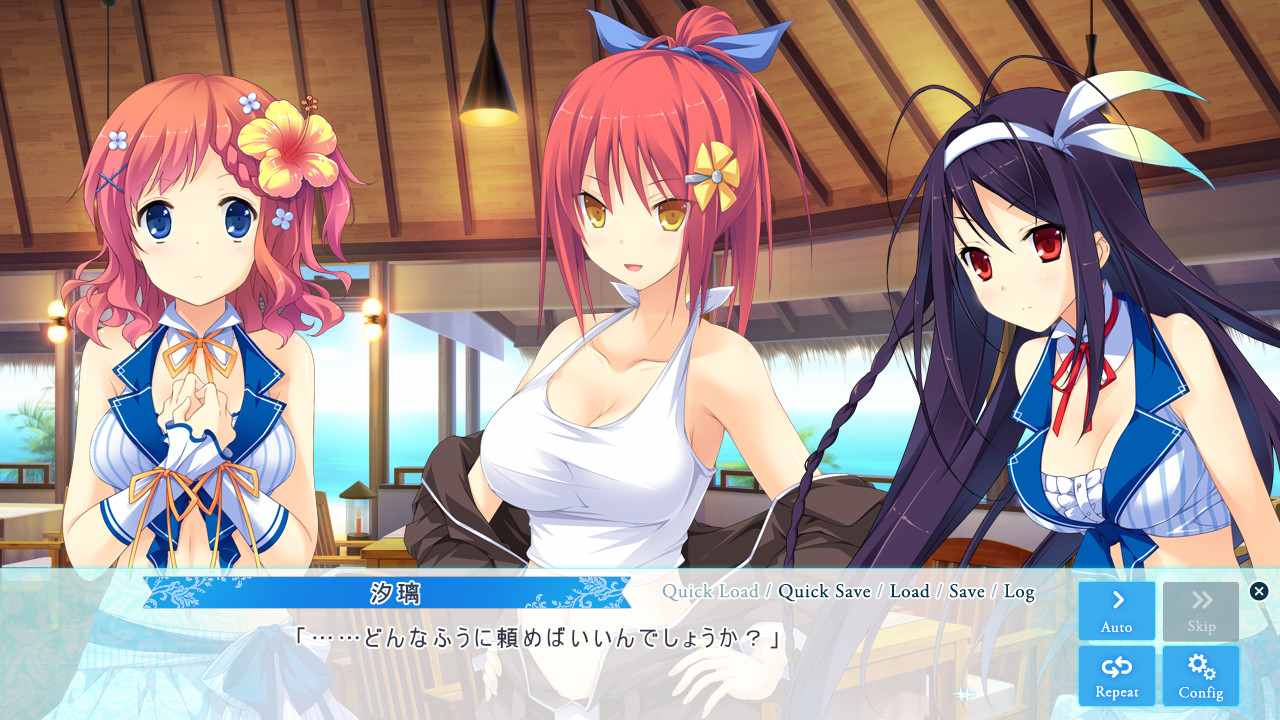 汐璃
Quick Load / Quick Save / Load / Save / Log
「……どんなふうに頼めばいいんでしょうか？」
Auto
Skip
Repeat
Config